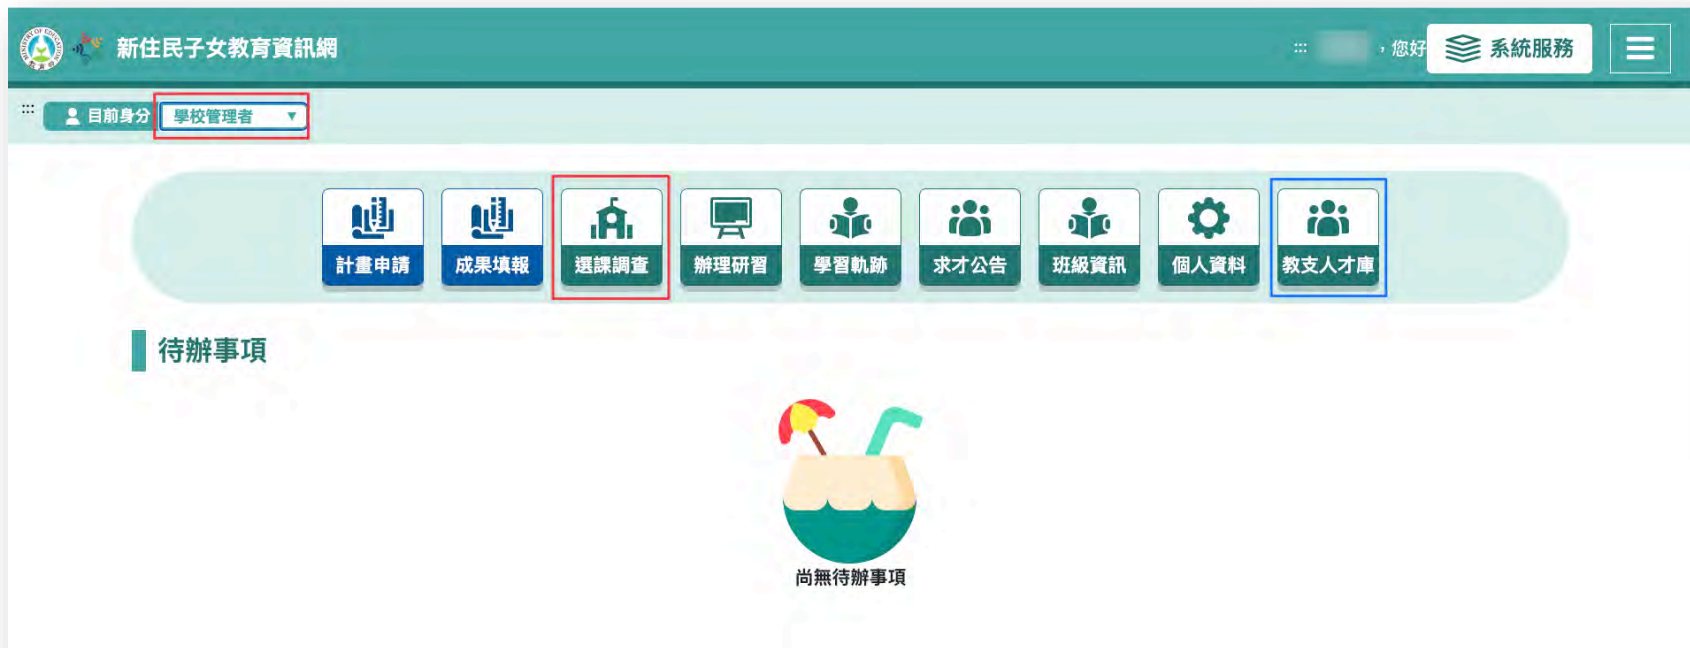 新住民子女教育資訊網
:::
，您好
系統服務
:::
目前身分
學校管理者
計畫申請
成果填報
選課調查
辦理研習
學習軌跡
求才公告
班級資訊
個人資料
教支人才庫
待辦事項
尚無待辦事項